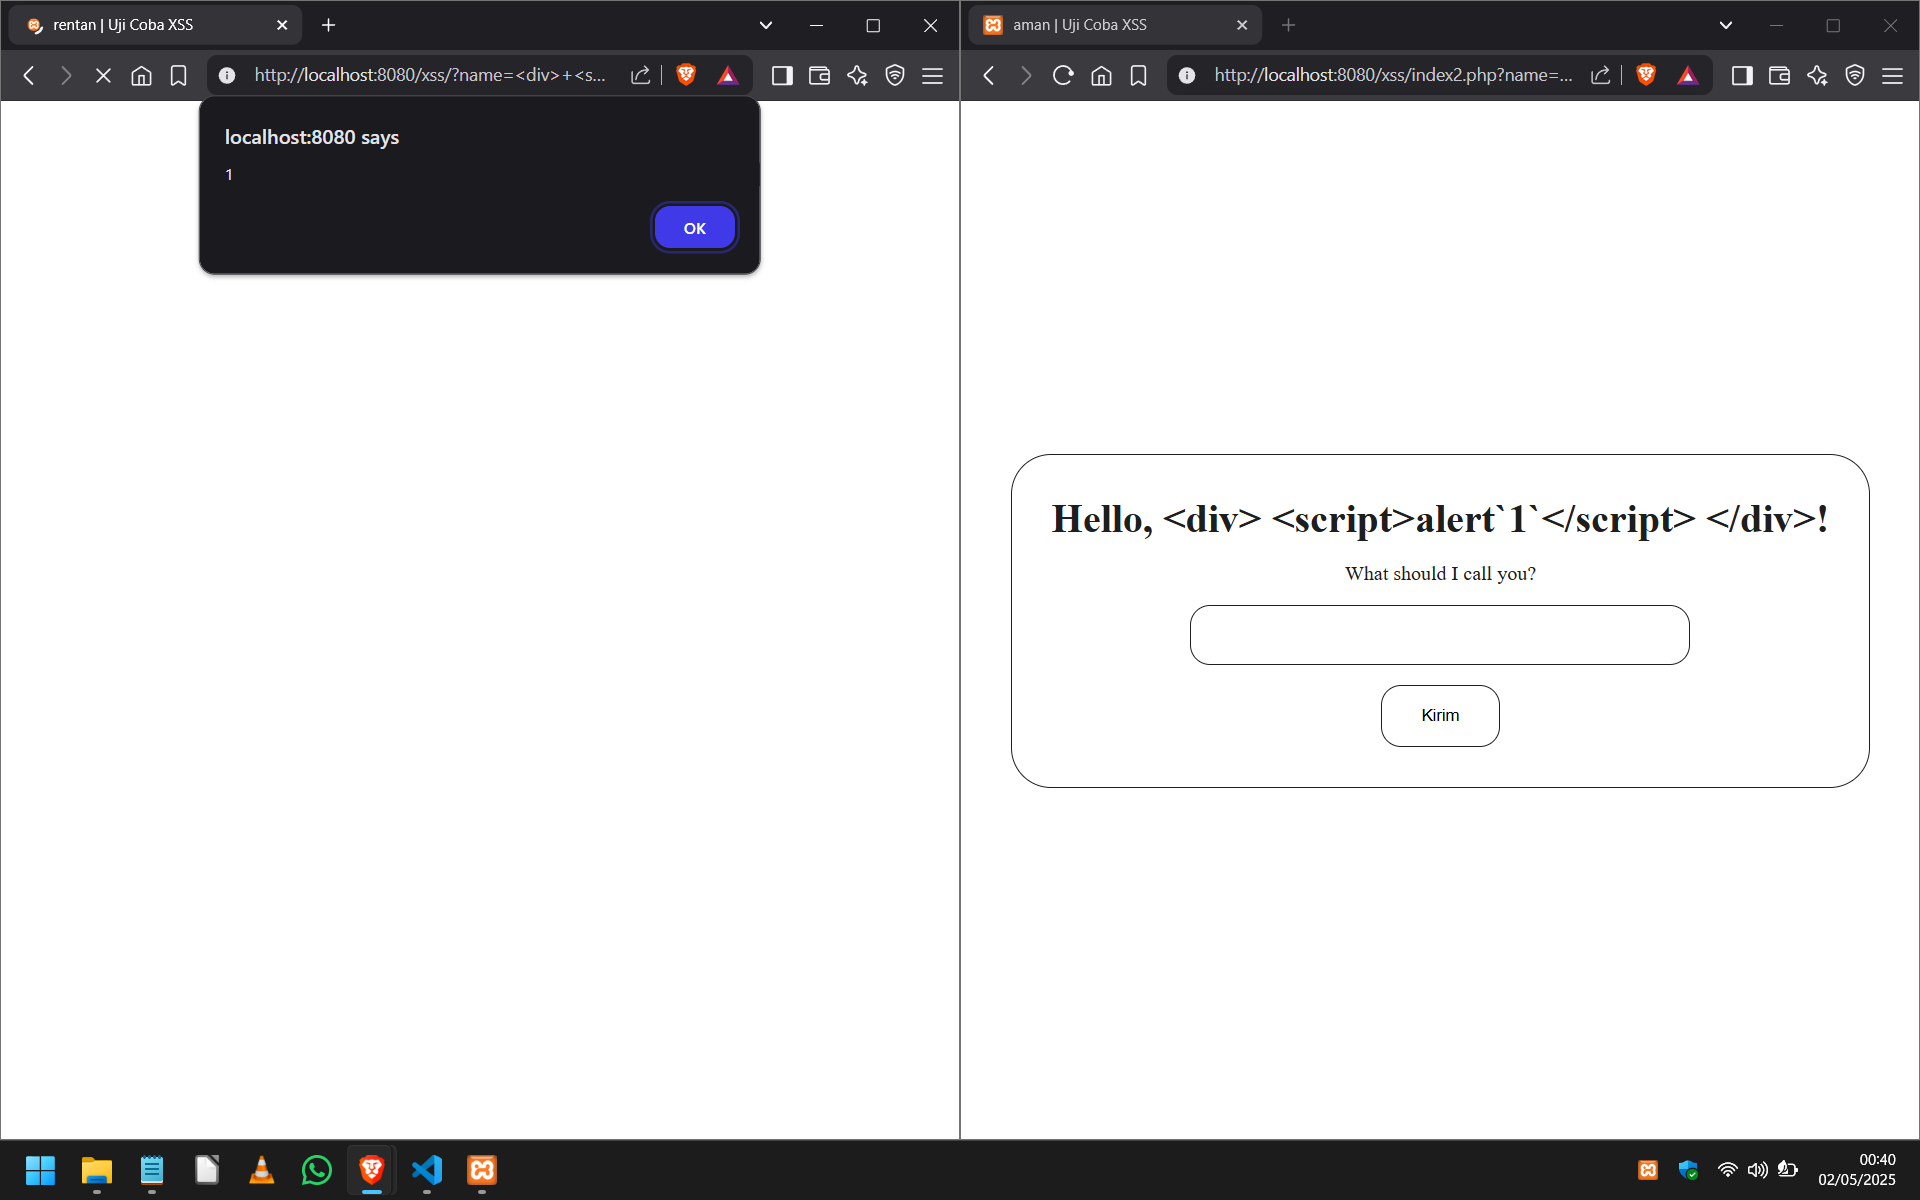 rentan | Uji Coba XSS
http://localhost:8080/xss/?name=<div>+<s...
localhost:8080 says
1
OK
aman | Uji Coba XSS
http://localhost:8080/xss/index2.php?name=...
Hello, <div> <script>alert`1`</script> </div>!
What should I call you?
Kirim
00:40
02/05/2025